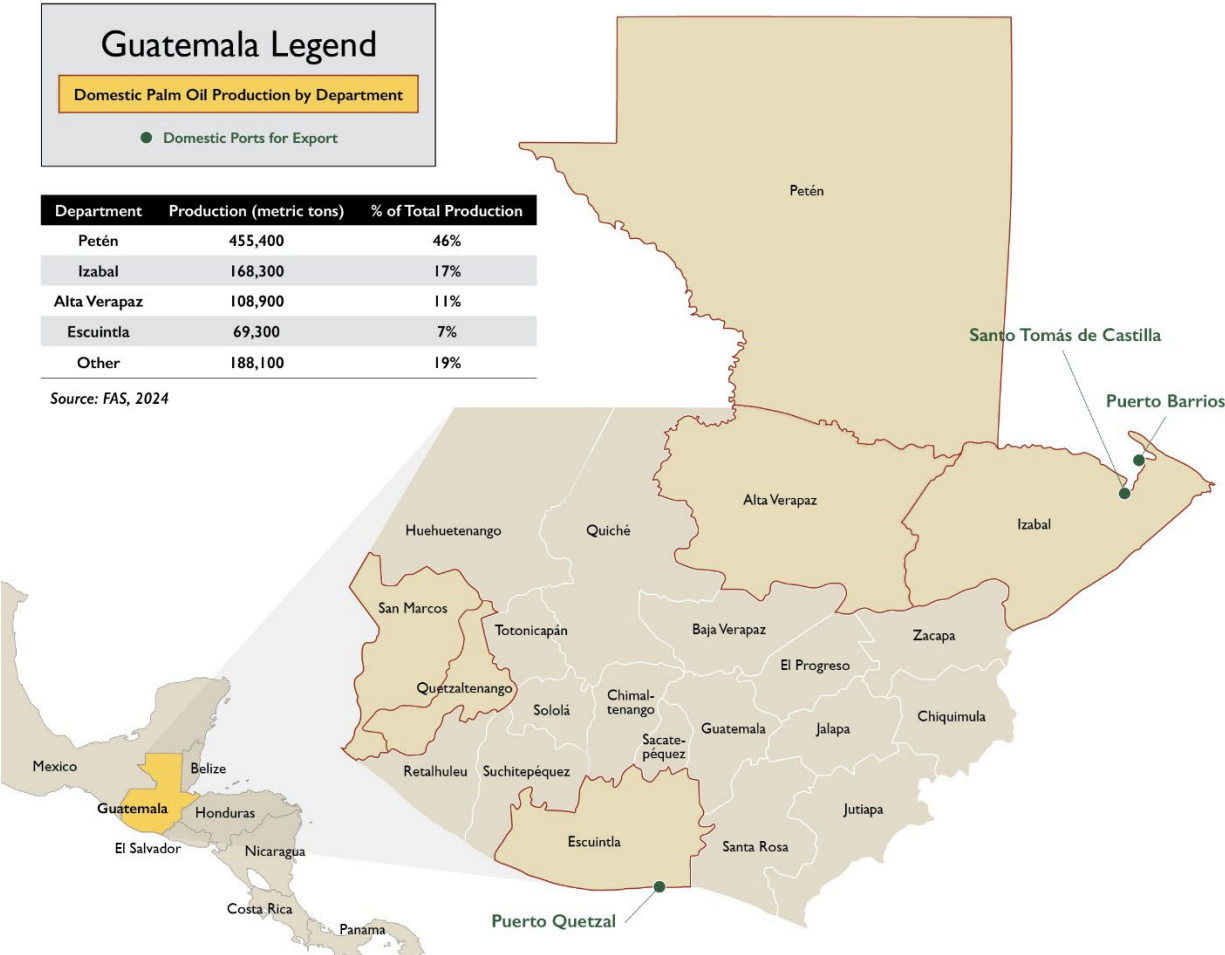 Guatemala Legend
Domestic Palm Oil Production by Department
Domestic Ports for Export
Department Production (metric tons) % of Total Production
Petén 455,400 46%
Izabal 168,300 17%
Alta Verapaz 108,900 11%
Escuintla 69,300 7%
Other 188,100 19%
Source: FAS, 2024
Petén
Santo Tomás de Castilla
Puerto Barrios
Alta Verapaz
Izabal
Huehuetenango
Quiché
San Marcos
Totonicapán
Baja Verapaz
Zacapa
El Progreso
Quetzaltenango
Sololá
Chimal-
tenango
Guatemala
Jalapa
Chiquimula
Sacate-
péquez
Retalhuleu
Suchitepéquez
Jutiapa
Escuintla
Santa Rosa
Puerto Quetzal
Mexico
Belize
Guatemala
Honduras
El Salvador
Nicaragua
Costa Rica
Panama